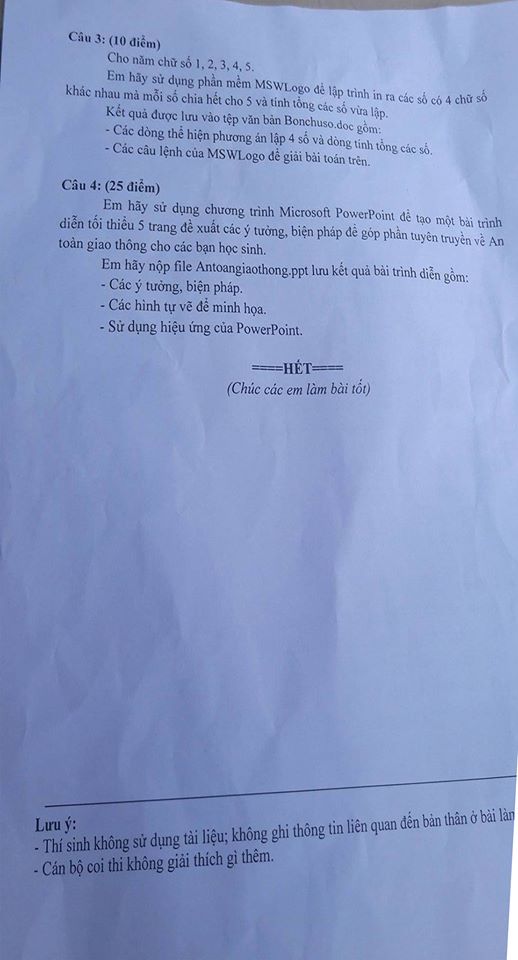 Câu 3: (10 điểm)
Cho năm chữ số 1, 2, 3, 4, 5.
Em hãy sử dụng phần mềm MSWLogo để lập trình in ra các số có 4 chữ số
khác nhau mà mỗi số chia hết cho 5 và tính tổng các số vừa lập.
Kết quả được lưu vào tệp văn bản Bonchuso.doc gồm:
- Các dòng thể hiện phương án lập 4 số và dòng tính tổng các số.
- Các câu lệnh của MSWLogo để giải bài toán trên.
Câu 4: (25 điểm)
Em hãy sử dụng chương trình Microsoft PowerPoint để tạo một bài trình
diễn tối thiểu 5 trang đề xuất các ý tưởng, biện pháp để góp phần tuyên truyền về An
toàn giao thông cho các bạn học sinh.
Em hãy nộp file Antoangiaothong.ppt lưu kết quả bài trình diễn gồm:
- Các ý tưởng, biện pháp.
- Các hình tự vẽ để minh họa.
- Sử dụng hiệu ứng của PowerPoint.
====HẾT====
(Chúc các em làm bài tốt)
Lưu ý:
- Thí sinh không sử dụng tài liệu; không ghi thông tin liên quan đến bản thân ở bài làm
- Cán bộ coi thi không giải thích gì thêm.